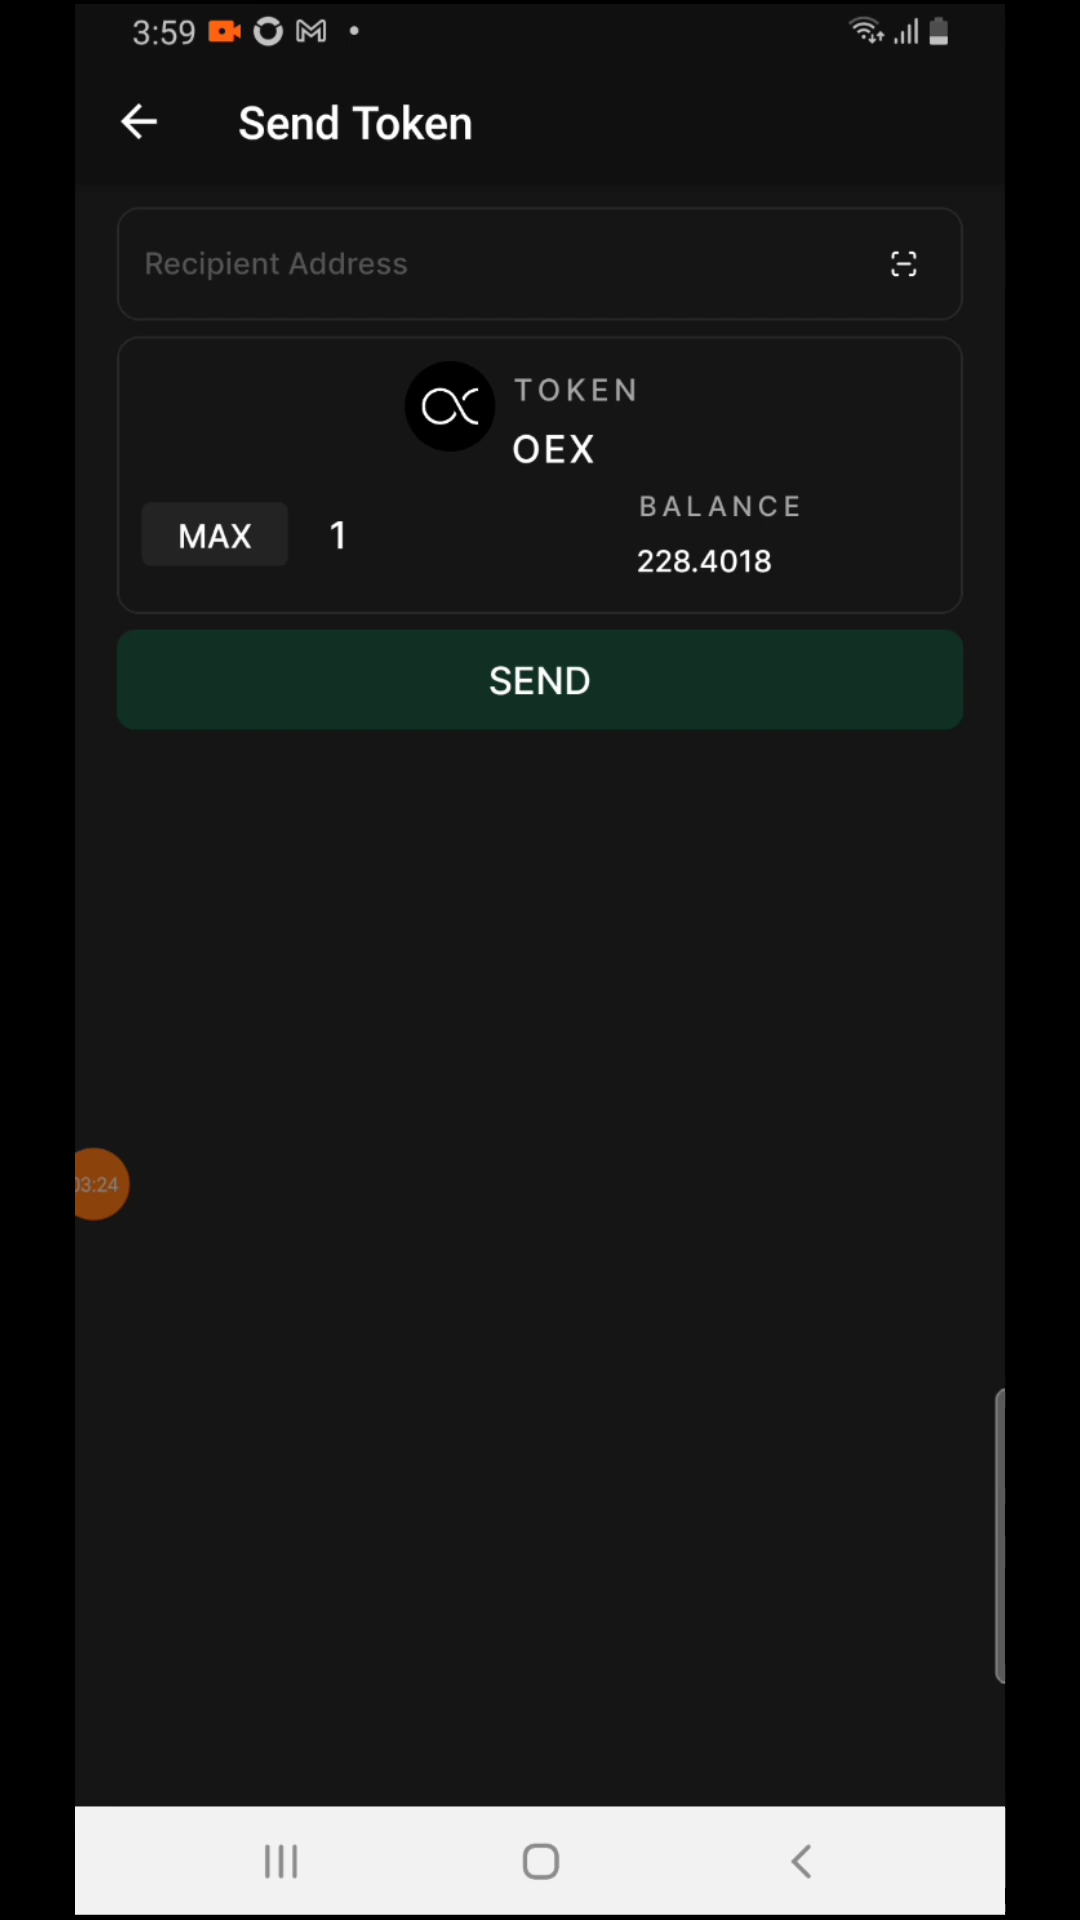 3:59
Send Token
Recipient Address
TOKEN
OEX
BALANCE
MAX 1
228.4018
SEND
03:24